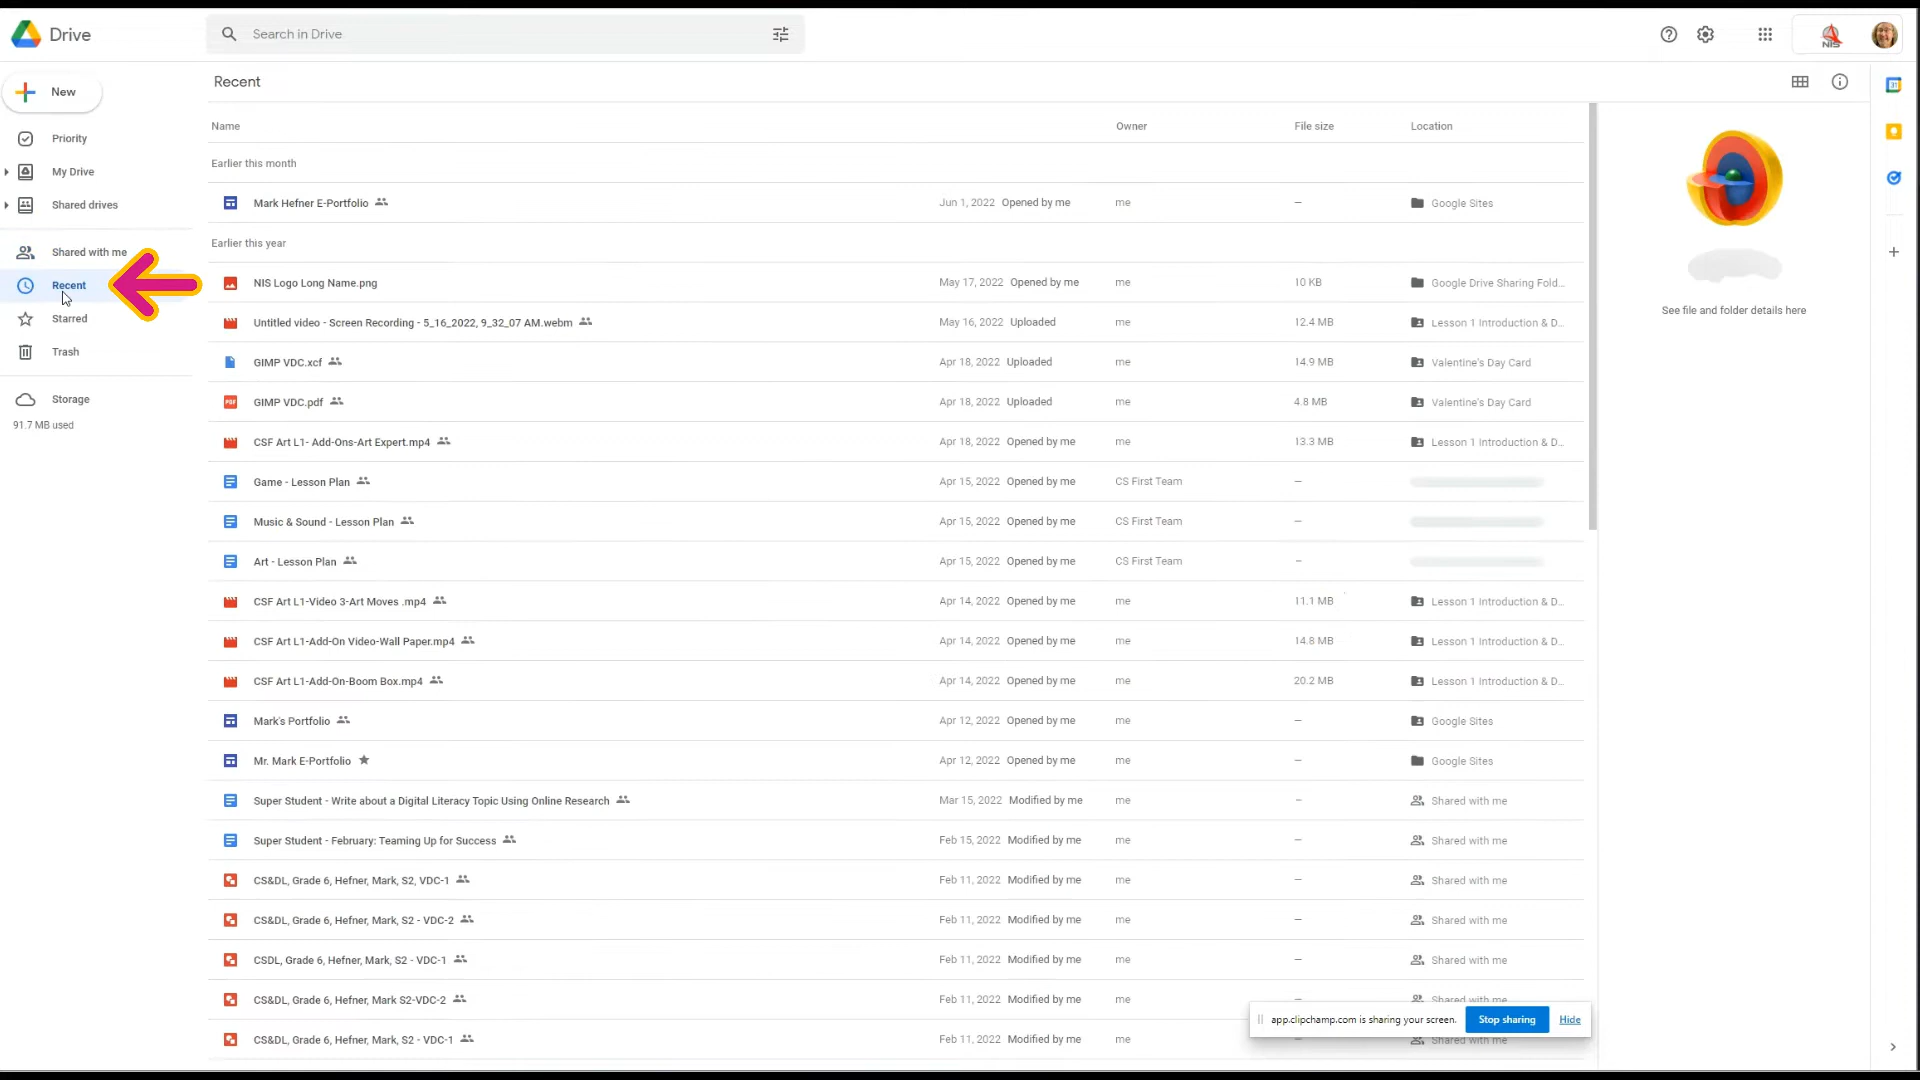 Drive
Search in Drive
NIS
New
Priority
My Drive
Shared drives
Shared with me
Recent
Starred
Trash
Storage
91.7 MB used
Recent
Name Owner File size Location
Earlier this month
Mark Hefner E-Portfolio Jun 1, 2022 Opened by me me – Google Sites
Earlier this year
NIS Logo Long Name.png May 17, 2022 Opened by me me 10 KB Google Drive Sharing Fold...
Untitled video - Screen Recording - 5_16_2022, 9_32_07 AM.webm May 16, 2022 Uploaded me 12.4 MB Lesson 1 Introduction & D...
GIMP VDC.xcf Apr 18, 2022 Uploaded me 14.9 MB Valentine's Day Card
PDF GIMP VDC.pdf Apr 18, 2022 Uploaded me 4.8 MB Valentine's Day Card
CSF Art L1- Add-Ons-Art Expert.mp4 Apr 18, 2022 Opened by me me 13.3 MB Lesson 1 Introduction & D...
Game - Lesson Plan Apr 15, 2022 Opened by me CS First Team –
Music & Sound - Lesson Plan Apr 15, 2022 Opened by me CS First Team –
Art - Lesson Plan Apr 15, 2022 Opened by me CS First Team –
CSF Art L1-Video 3-Art Moves .mp4 Apr 14, 2022 Opened by me me 11.1 MB Lesson 1 Introduction & D...
CSF Art L1-Add-On Video-Wall Paper.mp4 Apr 14, 2022 Opened by me me 14.8 MB Lesson 1 Introduction & D...
CSF Art L1-Add-On-Boom Box.mp4 Apr 14, 2022 Opened by me me 20.2 MB Lesson 1 Introduction & D...
Mark's Portfolio Apr 12, 2022 Opened by me me – Google Sites
Mr. Mark E-Portfolio Apr 12, 2022 Opened by me me – Google Sites
Super Student - Write about a Digital Literacy Topic Using Online Research Mar 15, 2022 Modified by me me – Shared with me
Super Student - February: Teaming Up for Success Feb 15, 2022 Modified by me me – Shared with me
CS&DL, Grade 6, Hefner, Mark, S2, VDC-1 Feb 11, 2022 Modified by me me – Shared with me
CS&DL, Grade 6, Hefner, Mark, S2 - VDC-2 Feb 11, 2022 Modified by me me – Shared with me
CSDL, Grade 6, Hefner, Mark, S2 - VDC-1 Feb 11, 2022 Modified by me me – Shared with me
CS&DL, Grade 6, Hefner, Mark S2-VDC-2 Feb 11, 2022 Modified by me me – Shared with me
CS&DL, Grade 6, Hefner, Mark, S2 - VDC-1 Feb 11, 2022 Modified by me me Shared with me
See file and folder details here
31
app.clipchamp.com is sharing your screen. Stop sharing Hide